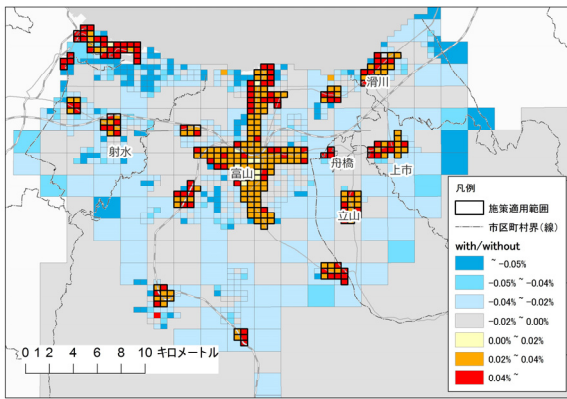 滑川
射水
富山
舟橋
上市
立山
凡例
施策適用範囲
市区町村界(線)
with/without
~ -0.05%
-0.05% ~ -0.04%
-0.04% ~ -0.02%
-0.02% ~ 0.00%
0.00% ~ 0.02%
0.02% ~ 0.04%
0.04% ~
0 1 2 4 6 8 10 キロメートル